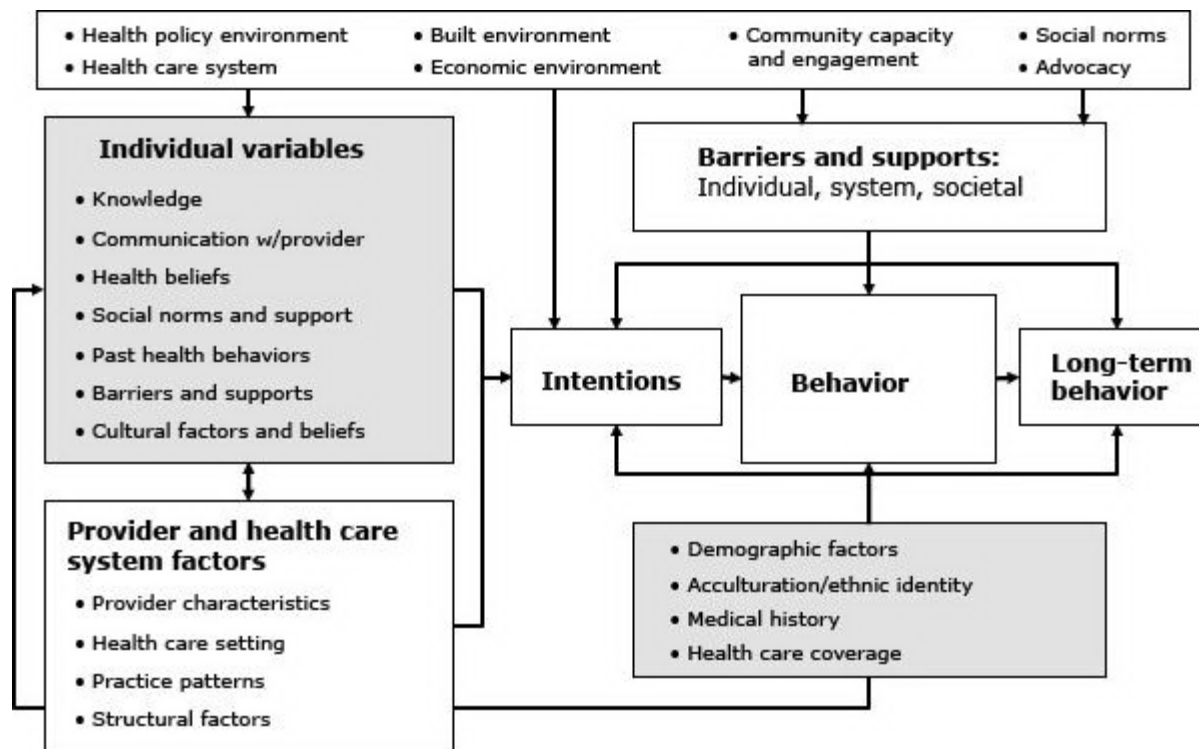 • Health policy environment
• Health care system
• Built environment
• Economic environment
• Community capacity
and engagement
• Social norms
• Advocacy
Individual variables
• Knowledge
• Communication w/provider
• Health beliefs
• Social norms and support
• Past health behaviors
• Barriers and supports
• Cultural factors and beliefs
Provider and health care
system factors
• Provider characteristics
• Health care setting
• Practice patterns
• Structural factors
Barriers and supports:
Individual, system, societal
Intentions
Behavior
Long-term
behavior
• Demographic factors
• Acculturation/ethnic identity
• Medical history
• Health care coverage